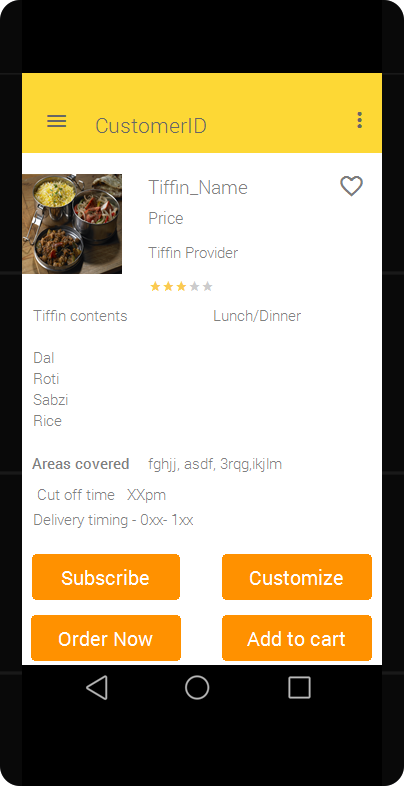 CustomerID
Tiffin_Name
Price
Tiffin Provider
Tiffin contents Lunch/Dinner
Dal
Roti
Sabzi
Rice
Areas covered fghjj, asdf, 3rqg,ikjlm
Cut off time XXpm
Delivery timing - 0xx- 1xx
Subscribe Customize
Order Now Add to cart